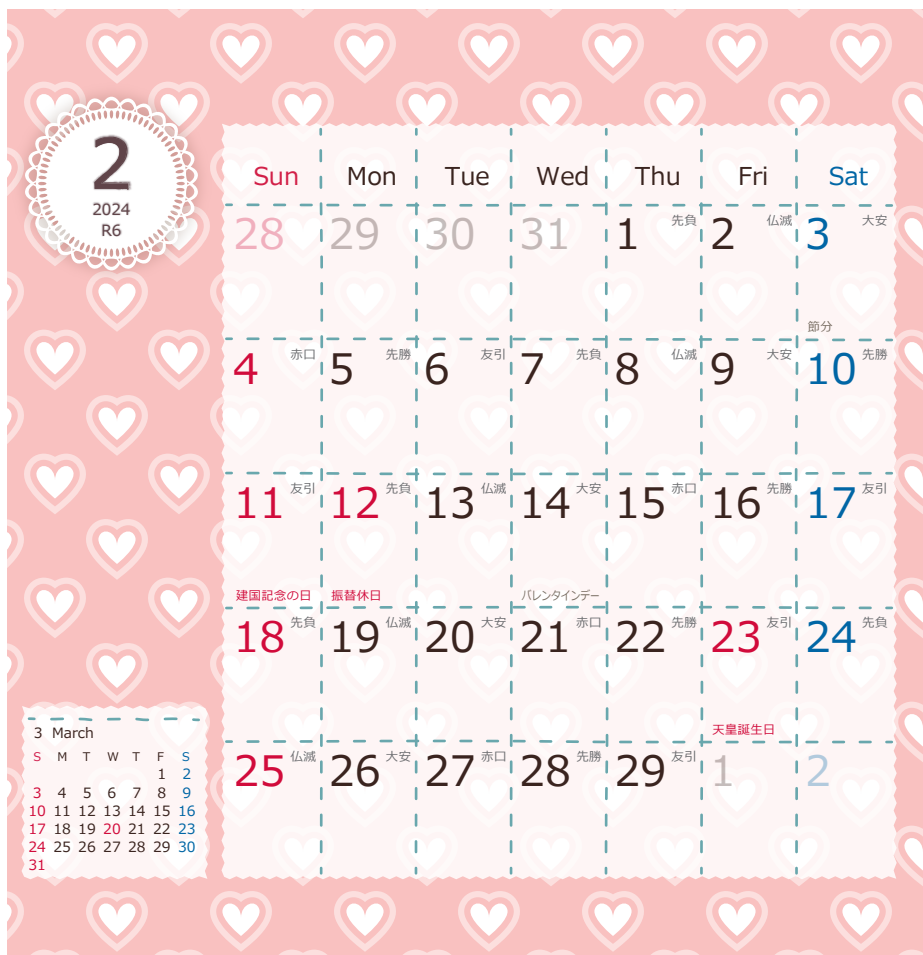 2
2024
R6
Sun Mon Tue Wed Thu Fri Sat
28 29 30 31 1 先負 2 仏滅 3 大安
節分
4 赤口 5 先勝 6 友引 7 先負 8 仏滅 9 大安 10 先勝
11 友引 12 先負 13 仏滅 14 大安 15 赤口 16 先勝 17 友引
建国記念の日 振替休日 バレンタインデー
18 先負 19 仏滅 20 大安 21 赤口 22 先勝 23 友引 24 先負
天皇誕生日
25 仏滅 26 大安 27 赤口 28 先勝 29 友引 1 2
3 March
S M T W T F S
1 2
3 4 5 6 7 8 9
10 11 12 13 14 15 16
17 18 19 20 21 22 23
24 25 26 27 28 29 30
31